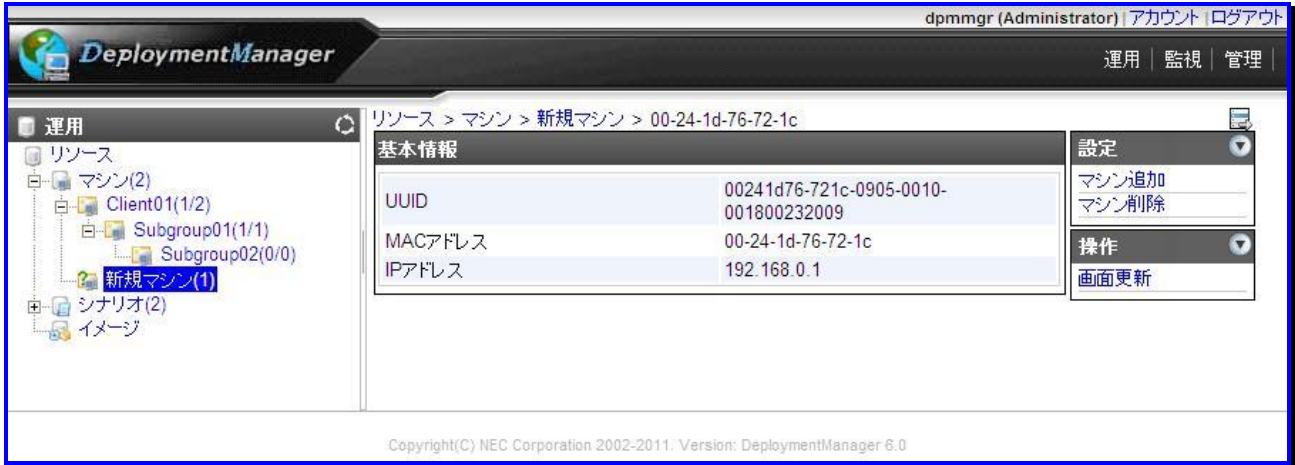 dpmmgr (Administrator) | アカウント | ログアウト
DeploymentManager
運用 | 監視 | 管理 |
運用
リソース
マシン(2)
Client01(1/2)
Subgroup01(1/1)
Subgroup02(0/0)
新規マシン(1)
シナリオ(2)
イメージ
リソース > マシン > 新規マシン > 00-24-1d-76-72-1c
基本情報
UUID 00241d76-721c-0905-0010-
001800232009
MACアドレス 00-24-1d-76-72-1c
IPアドレス 192.168.0.1
設定
マシン追加
マシン削除
操作
画面更新
Copyright(C) NEC Corporation 2002-2011. Version: DeploymentManager 6.0